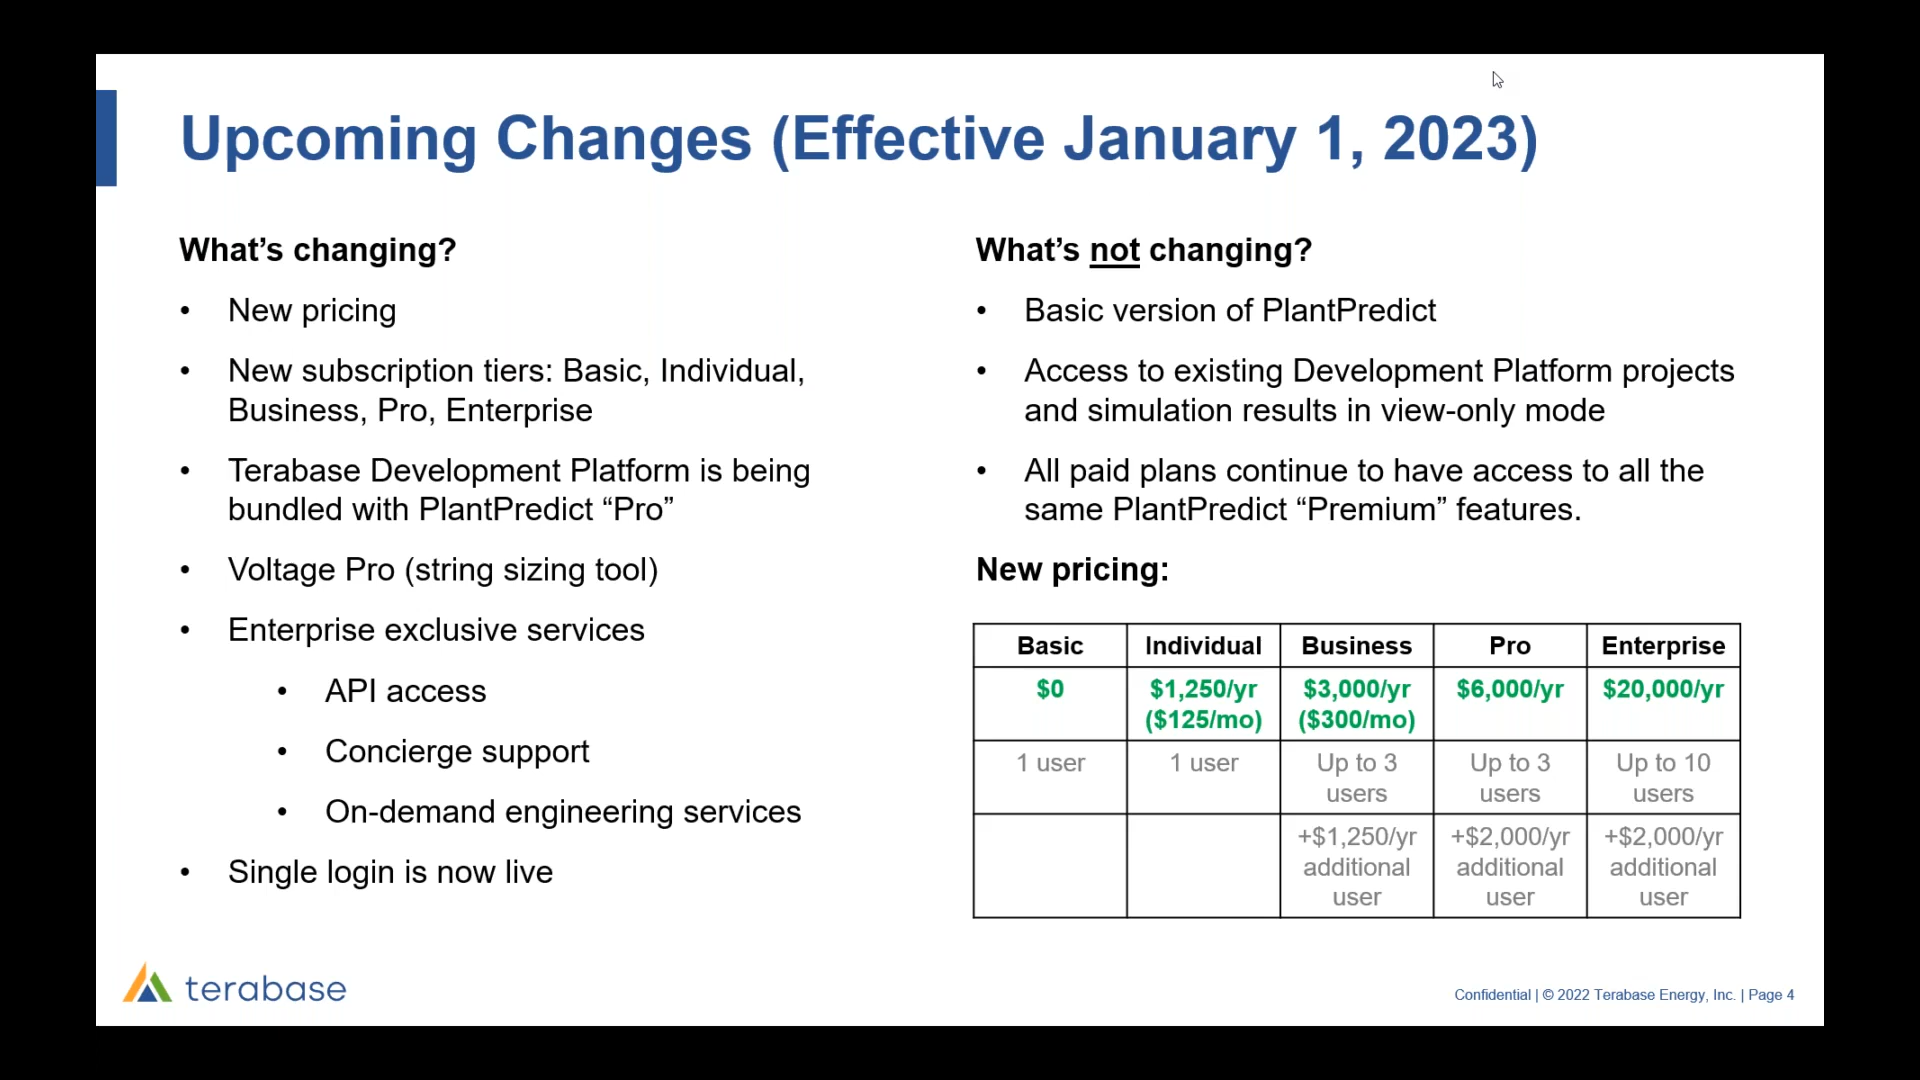 Upcoming Changes (Effective January 1, 2023)
What’s changing?
• New pricing
• New subscription tiers: Basic, Individual,
Business, Pro, Enterprise
• Terabase Development Platform is being
bundled with PlantPredict “Pro”
• Voltage Pro (string sizing tool)
• Enterprise exclusive services
• API access
• Concierge support
• On-demand engineering services
• Single login is now live
What’s not changing?
• Basic version of PlantPredict
• Access to existing Development Platform projects
and simulation results in view-only mode
• All paid plans continue to have access to all the
same PlantPredict “Premium” features.
New pricing:
Basic Individual Business Pro Enterprise
$0 $1,250/yr $3,000/yr $6,000/yr $20,000/yr
($125/mo) ($300/mo)
1 user 1 user Up to 3 Up to 3 Up to 10
users users users
+$1,250/yr +$2,000/yr +$2,000/yr
additional additional additional
user user user
terabase
Confidential | © 2022 Terabase Energy, Inc. | Page 4